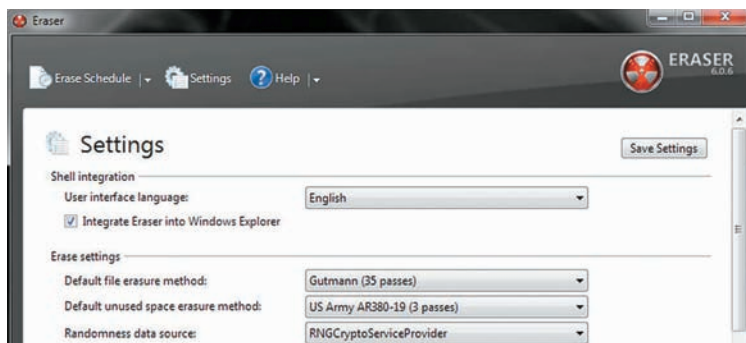 Eraser
Erase Schedule
Settings
Help
ERASER
6.0.6
Settings
Save Settings
Shell integration
User interface language: English
Integrate Eraser into Windows Explorer
Erase settings
Default file erasure method: Gutmann (35 passes)
Default unused space erasure method: US Army AR380-19 (3 passes)
Randomness data source: RNGCryptoServiceProvider